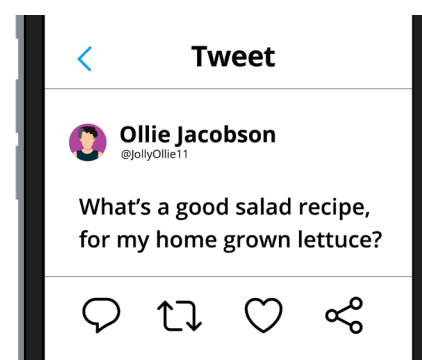 Tweet
Ollie Jacobson
@JollyOllie11
What's a good salad recipe,
for my home grown lettuce?